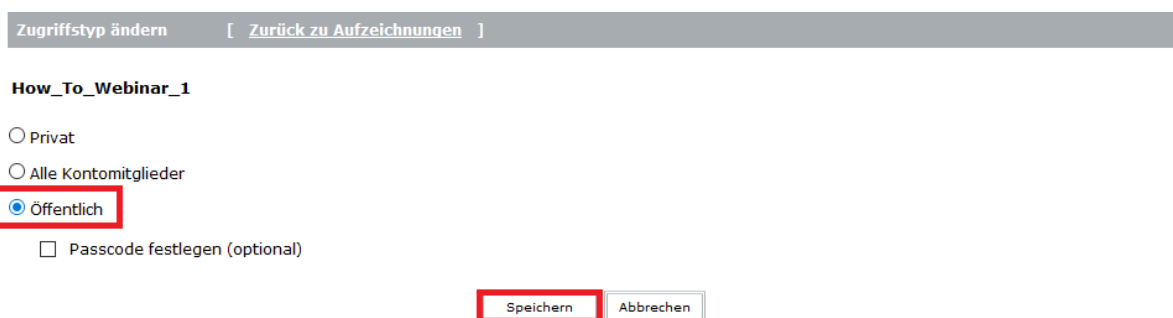 Zugriffstyp ändern [ Zurück zu Aufzeichnungen ]
How_To_Webinar_1
Privat
Alle Kontomitglieder
Öffentlich
Passcode festlegen (optional)
Speichern Abbrechen